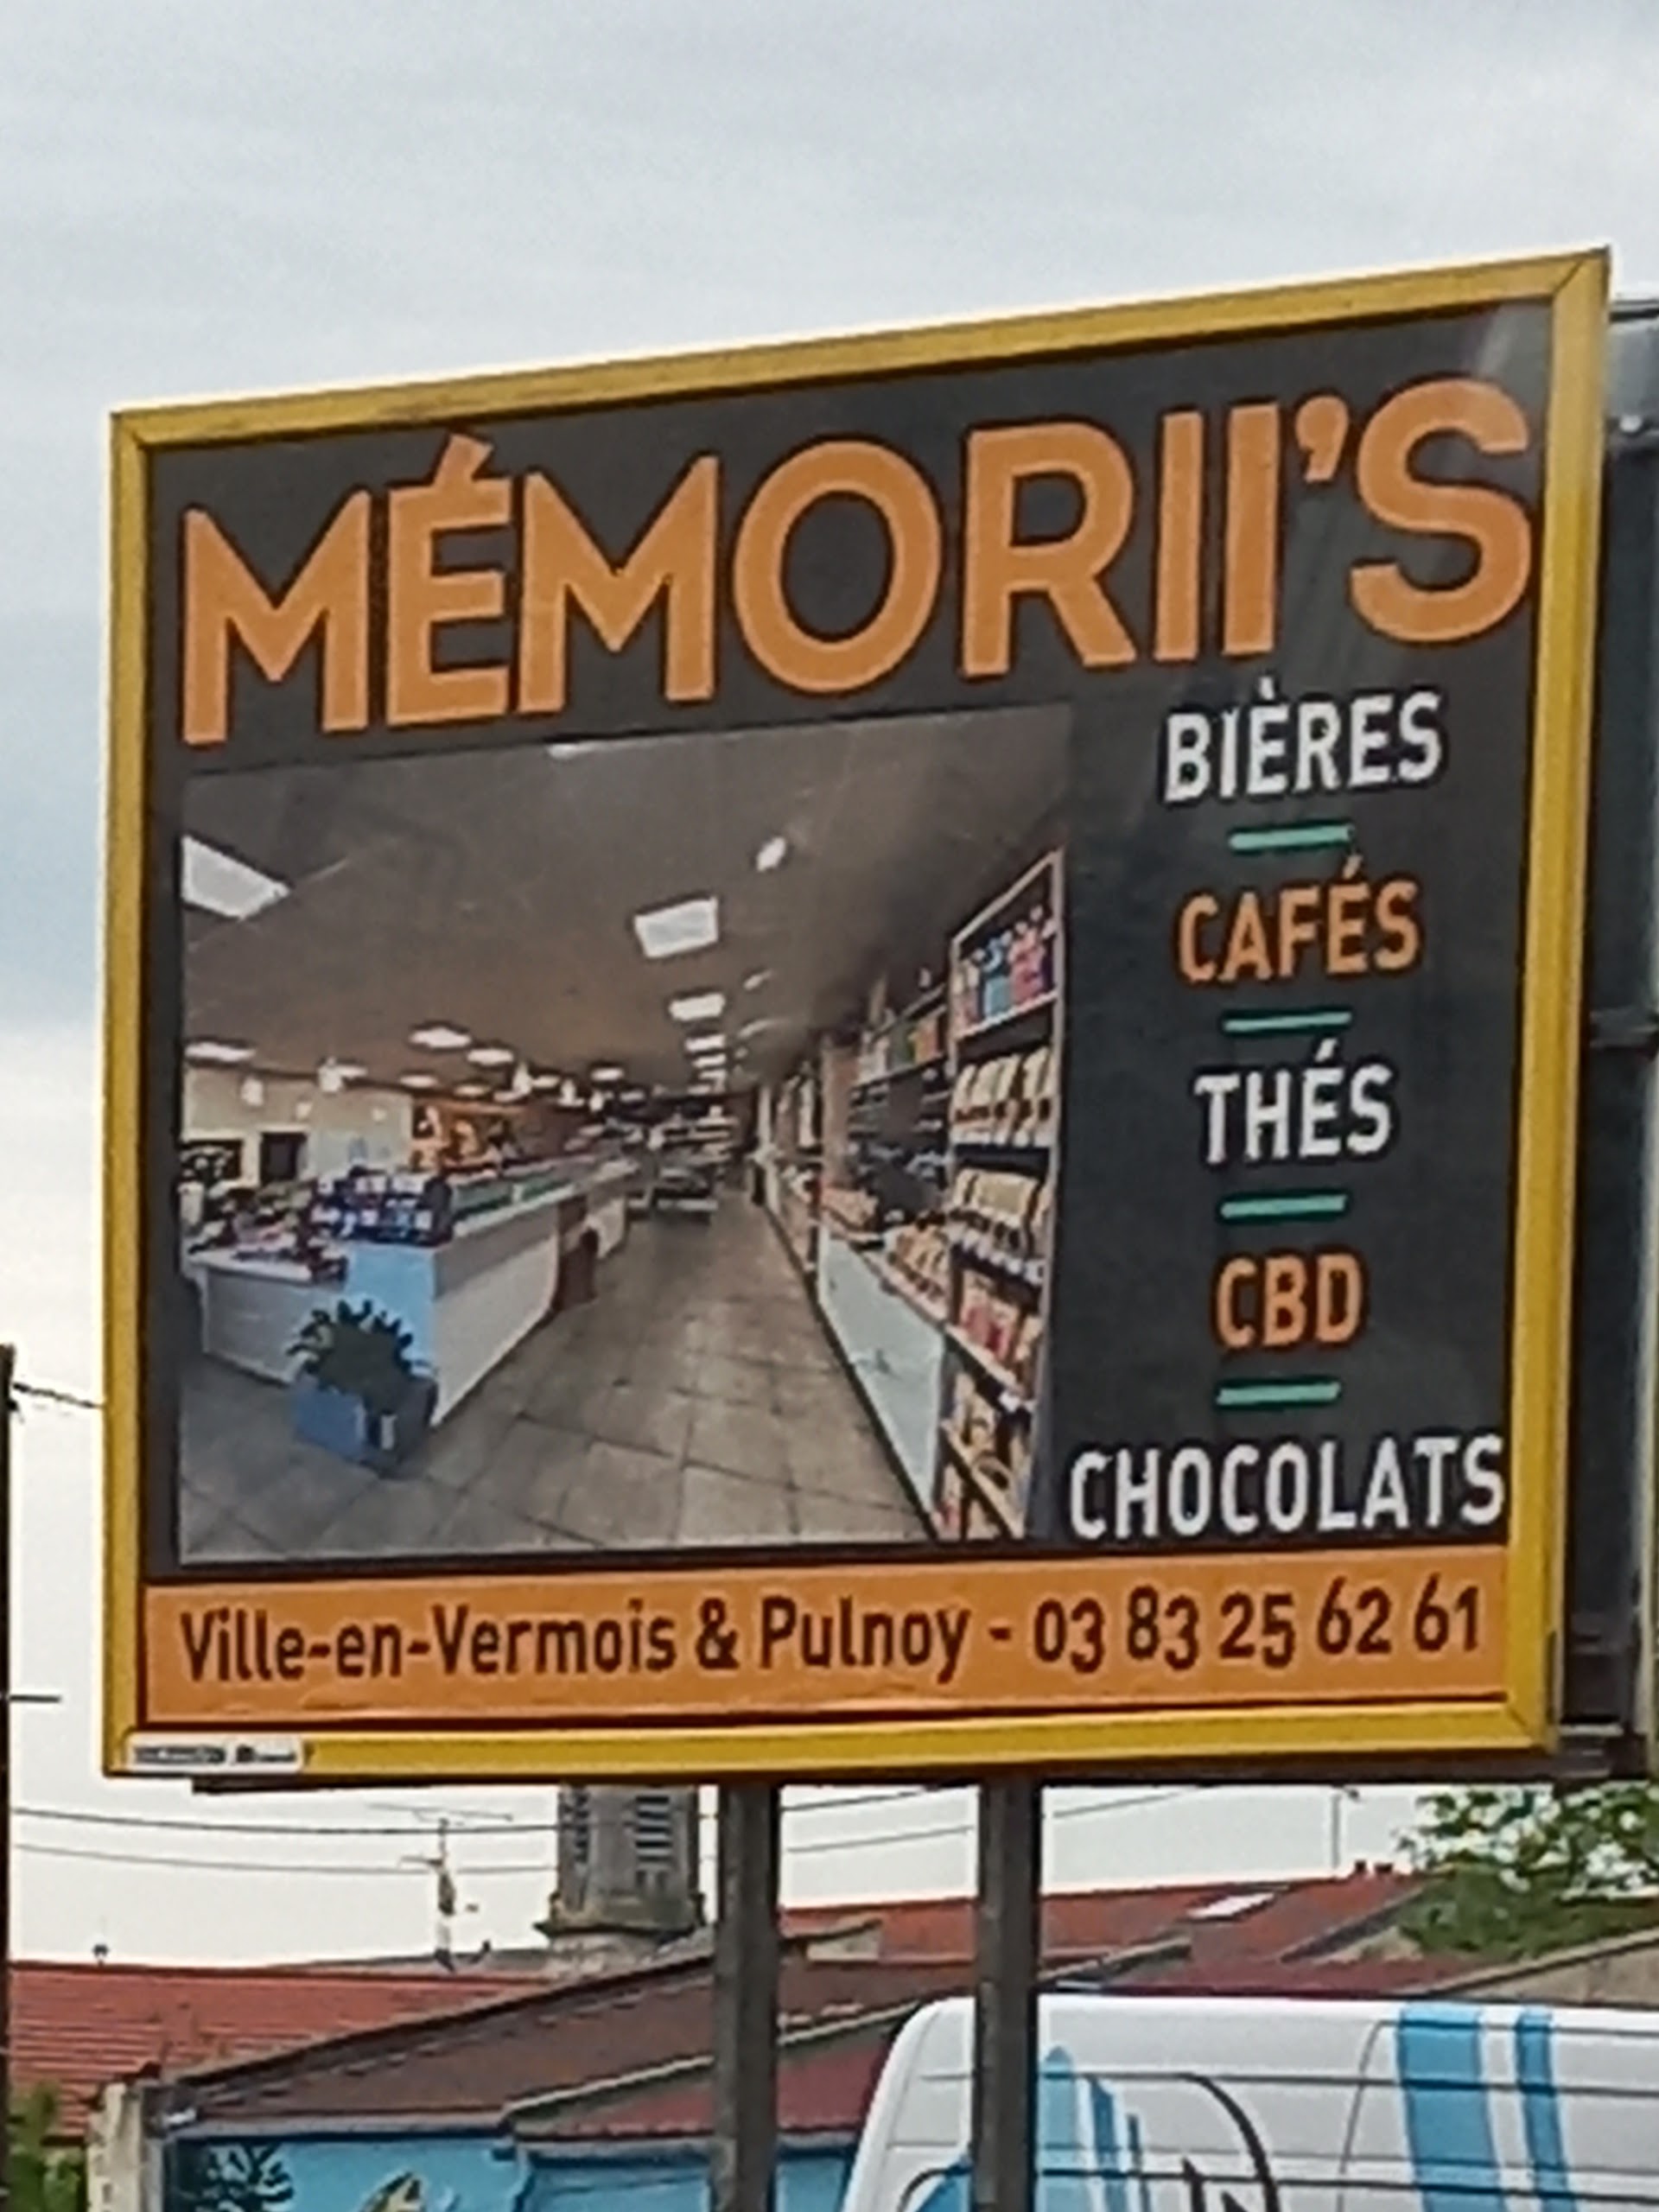 MÉMORII'S
BIÈRES
CAFÉS
THÉS
CBD
CHOCOLATS
Ville-en-Vermois & Pulnoy - 03 83 25 62 61